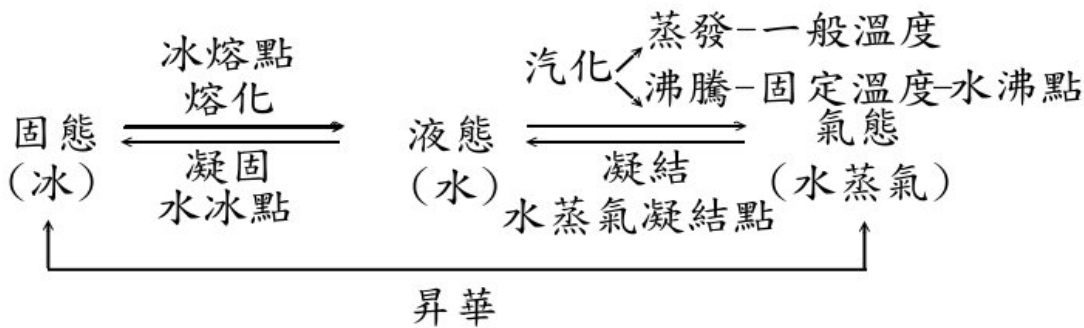 蒸發-一般溫度
冰熔點
汽化
熔化
沸騰-固定溫度-水沸點
固態
液態
氣態
(冰)
凝固
(水)
凝結
(水蒸氣)
水冰點
水蒸氣凝結點
昇華